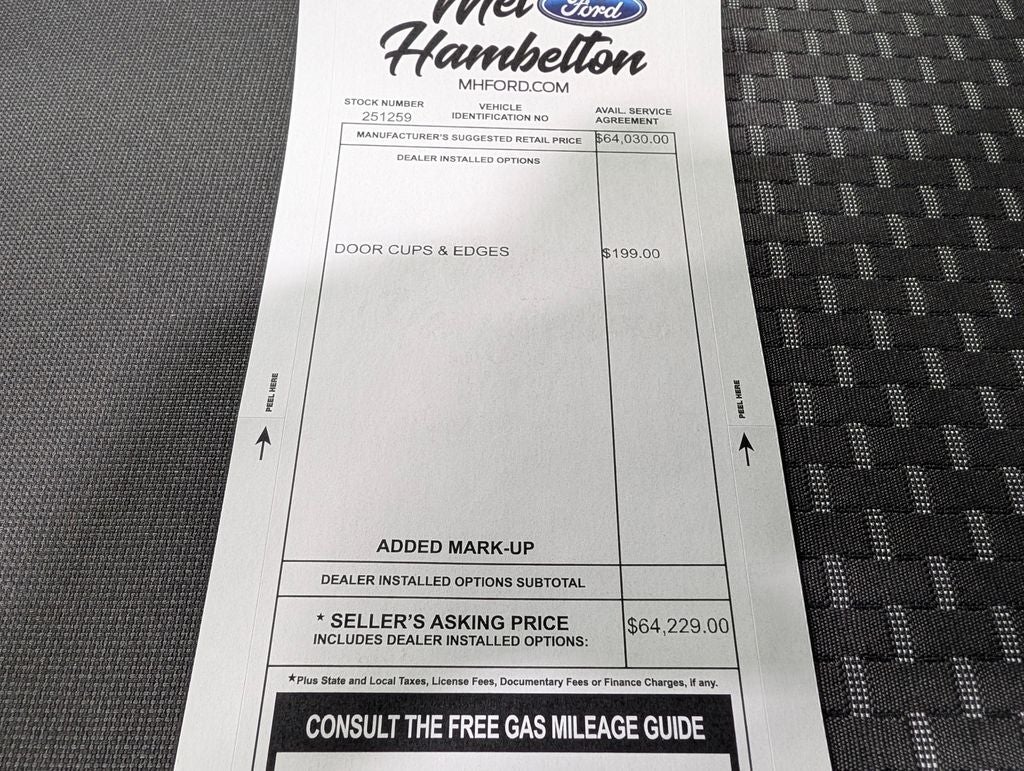 Mel Ford
Hambelton
MHFORD.COM
STOCK NUMBER
251259
VEHICLE
IDENTIFICATION NO
AVAIL. SERVICE
AGREEMENT
MANUFACTURER'S SUGGESTED RETAIL PRICE $64,030.00
DEALER INSTALLED OPTIONS
DOOR CUPS & EDGES $199.00
PEEL HERE
PEEL HERE
ADDED MARK-UP
DEALER INSTALLED OPTIONS SUBTOTAL
* SELLER'S ASKING PRICE $64,229.00
INCLUDES DEALER INSTALLED OPTIONS:
*Plus State and Local Taxes, License Fees, Documentary Fees or Finance Charges, if any.
CONSULT THE FREE GAS MILEAGE GUIDE